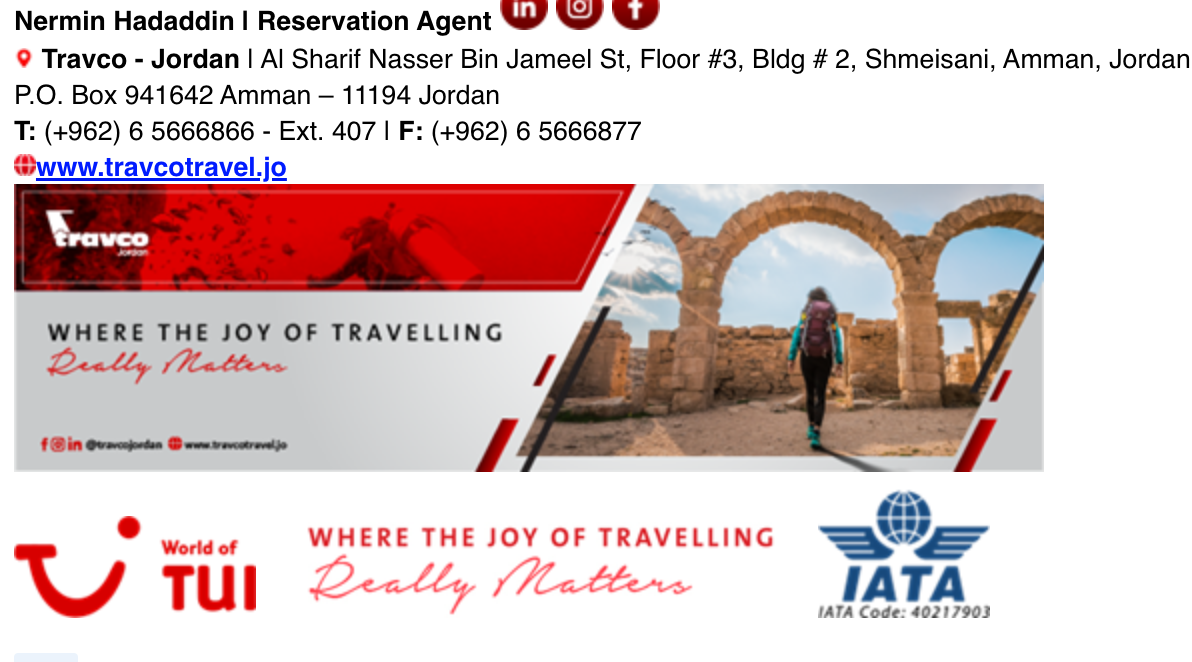 Nermin Hadaddin l Reservation Agent
Travco - Jordan l Al Sharif Nasser Bin Jameel St, Floor #3, Bldg # 2, Shmeisani, Amman, Jordan
P.O. Box 941642 Amman – 11194 Jordan
T: (+962) 6 5666866 - Ext. 407 l F: (+962) 6 5666877
www.travcotravel.jo
travco
Jordan
WHERE THE JOY OF TRAVELLING
Really Matters
@travcojordan www.travcotravel.jo
World of
TUI
WHERE THE JOY OF TRAVELLING
Really Matters
IATA
IATA Code: 40217903